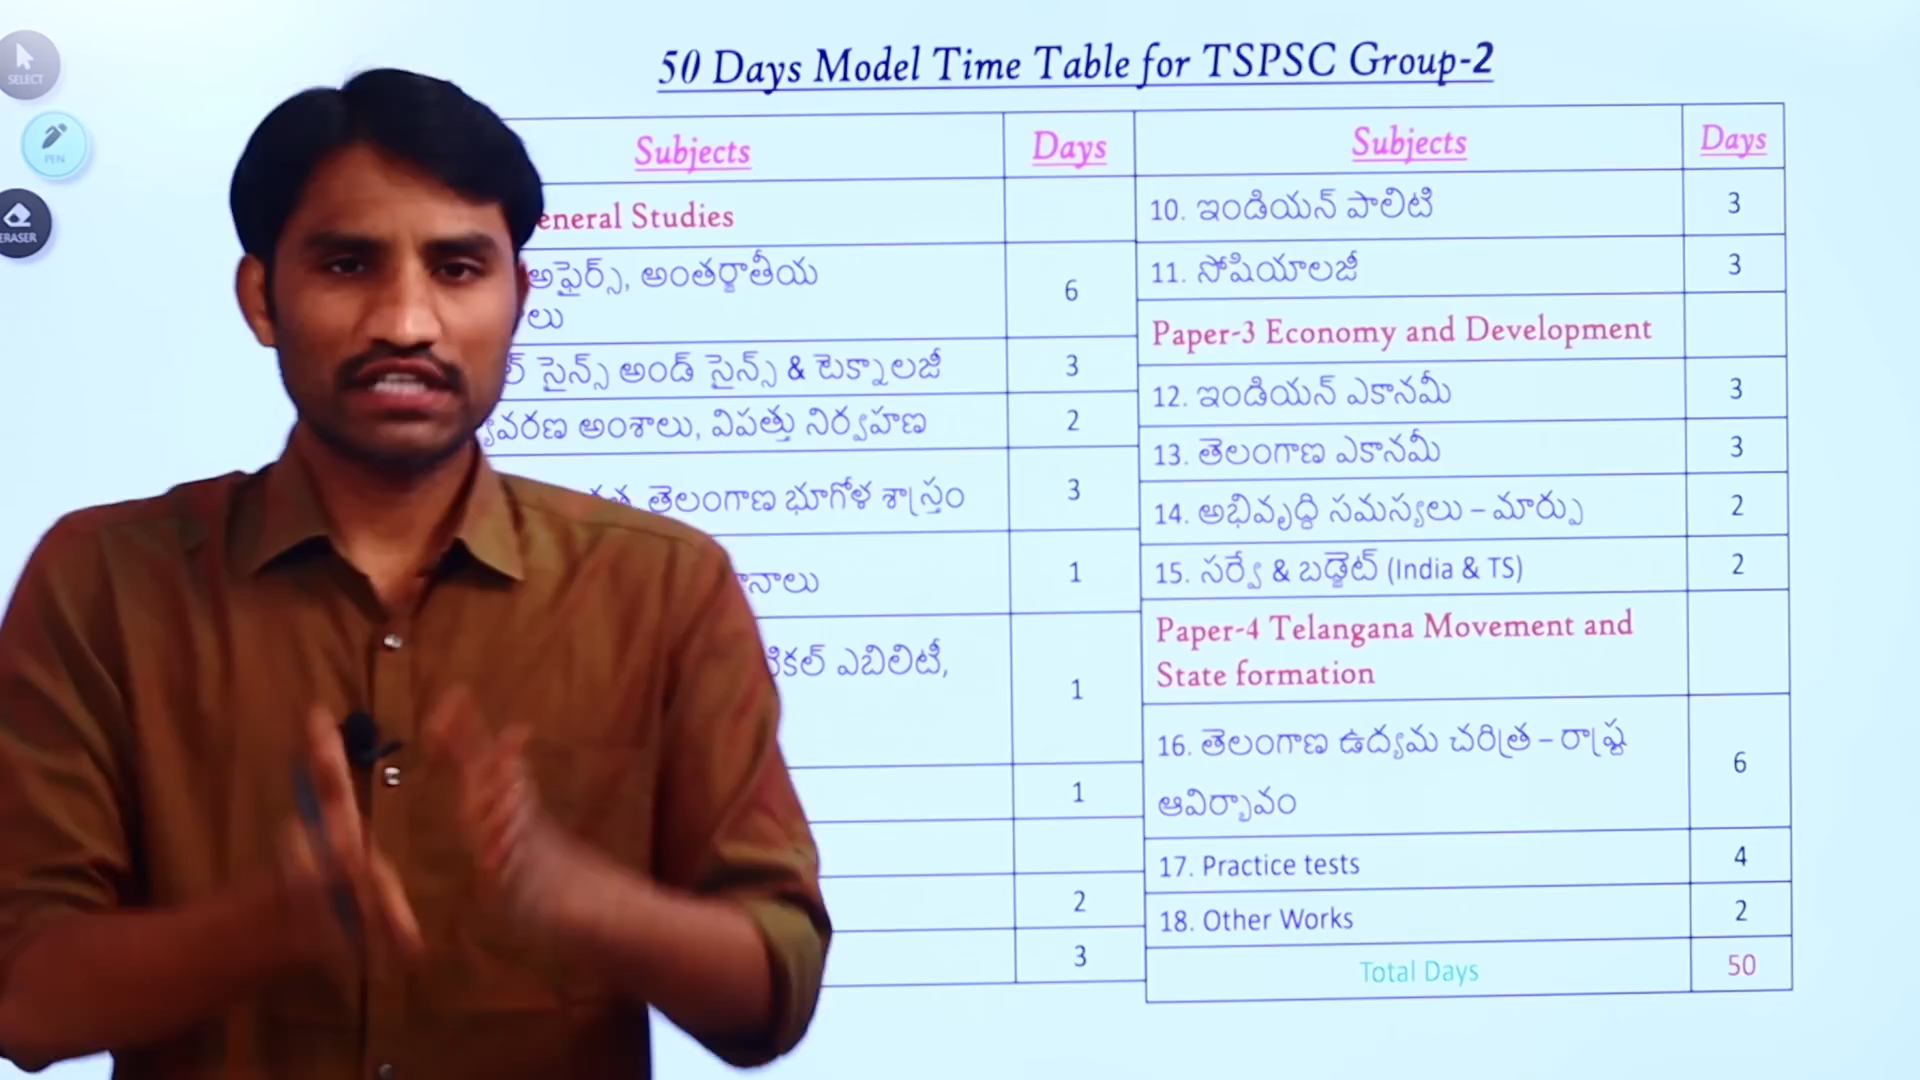 SELECT
PEN
ERASER
50 Days Model Time Table for TSPSC Group-2
Subjects
Days
General Studies
అఫైర్స్, అంతర్జాతీయ
6
సైన్స్ అండ్ సైన్స్ & టెక్నాలజీ
3
అంశాలు, విపత్తు నిర్వహణ
2
తెలంగాణ భూగోళ శాస్త్రం
3
1
ఎబిలిటీ,
1
1
2
3
Subjects
Days
10. ఇండియన్ పాలిటి
3
11. సోషియాలజీ
3
Paper-3 Economy and Development
12. ఇండియన్ ఎకానమీ
3
13. తెలంగాణ ఎకానమీ
3
14. అభివృద్ధి సమస్యలు – మార్పు
2
15. సర్వే & బడ్జెట్ (India & TS)
2
Paper-4 Telangana Movement and
State formation
16. తెలంగాణ ఉద్యమ చరిత్ర – రాష్ట్ర
ఆవిర్భావం
6
17. Practice tests
4
18. Other Works
2
Total Days
50